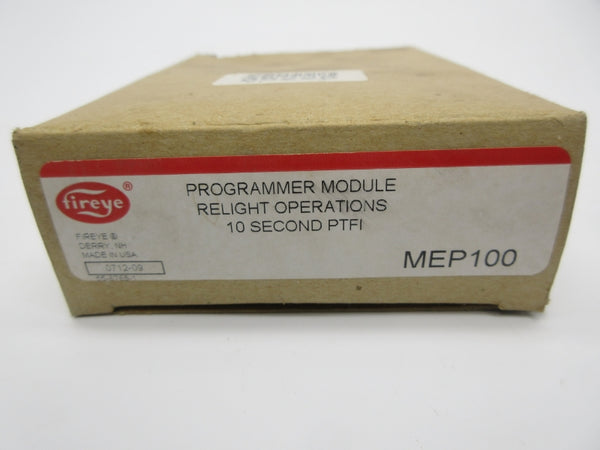 fireye®
PROGRAMMER MODULE
RELIGHT OPERATIONS
10 SECOND PTFI
FIREYE ®
DERRY, NH
MADE IN USA
0712-09
MEP100